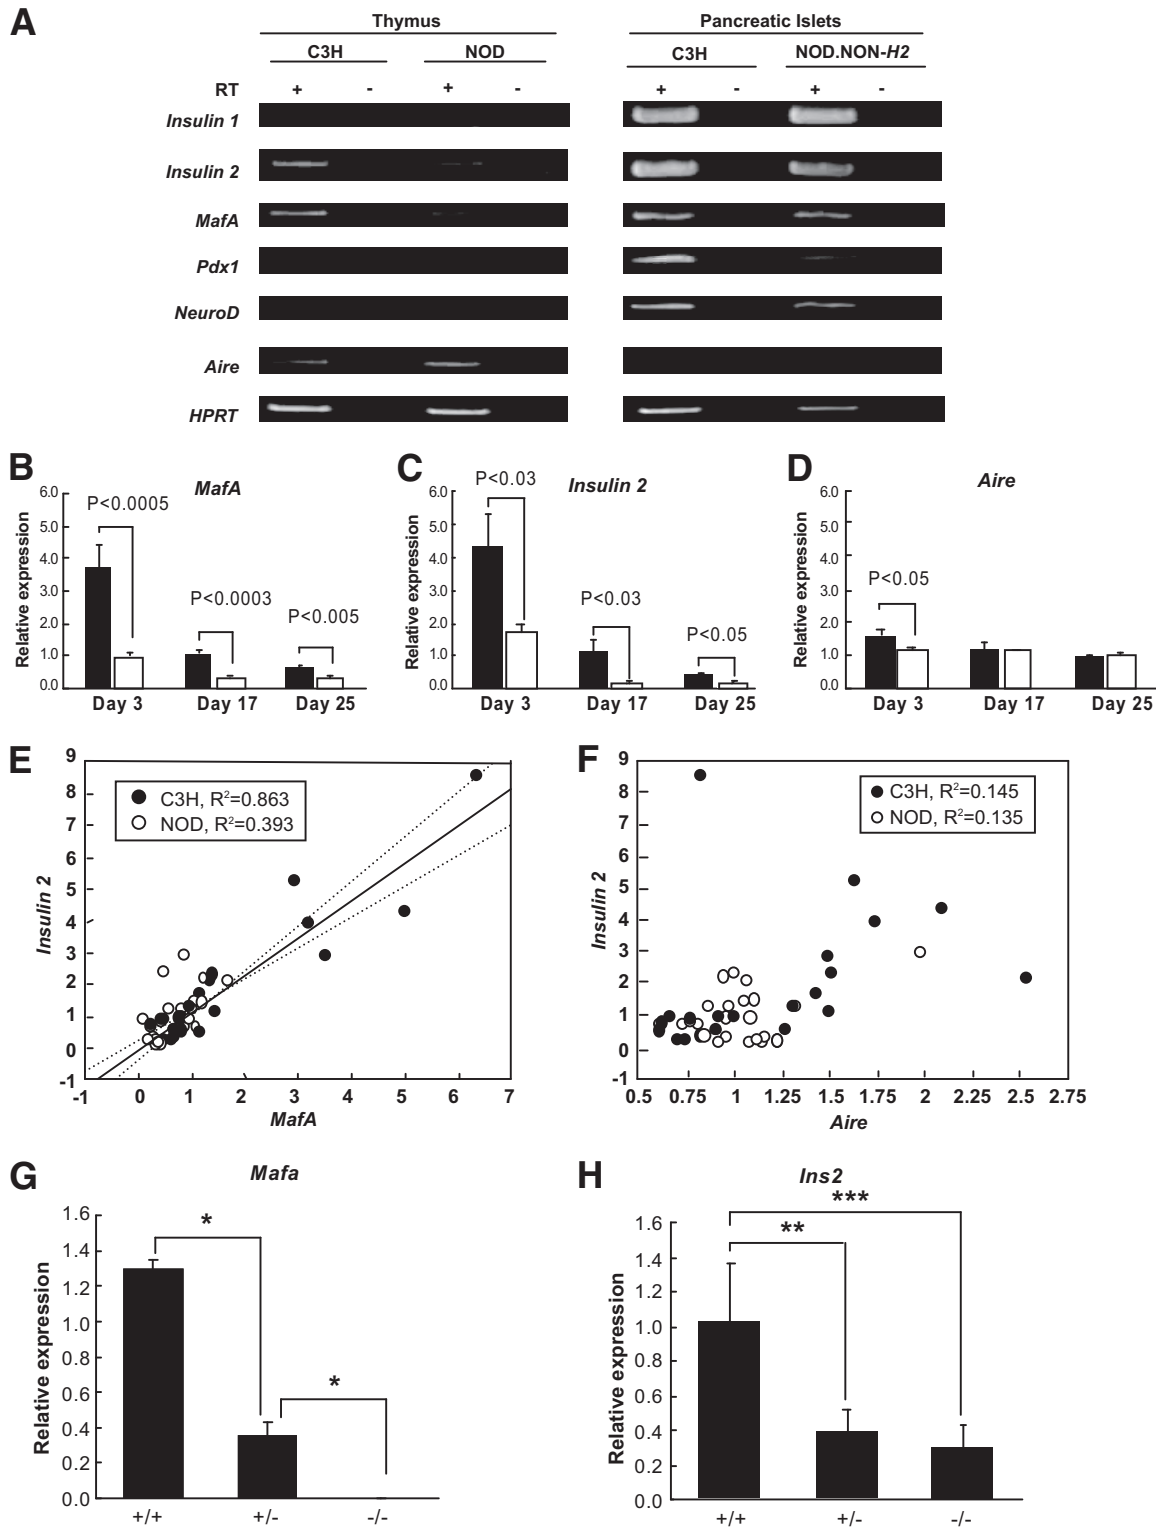 A
Thymus
Pancreatic Islets
C3H
NOD
C3H
NOD.NON-H2
RT + - + - + - + -
Insulin 1
Insulin 2
MafA
Pdx1
NeuroD
Aire
HPRT
B
MafA
P<0.0005
P<0.0003
P<0.005
Relative expression
6.0
5.0
4.0
3.0
2.0
1.0
0.0
Day 3 Day 17 Day 25
C
Insulin 2
P<0.03
P<0.03
P<0.05
Relative expression
6.0
5.0
4.0
3.0
2.0
1.0
0.0
Day 3 Day 17 Day 25
D
Aire
P<0.05
Relative expression
6.0
5.0
4.0
3.0
2.0
1.0
0.0
Day 3 Day 17 Day 25
E
C3H, R²=0.863
NOD, R²=0.393
Insulin 2
9
8
7
6
5
4
3
2
1
0
-1
-1 0 1 2 3 4 5 6 7
MafA
F
C3H, R²=0.145
NOD, R²=0.135
Insulin 2
9
8
7
6
5
4
3
2
1
0
-1
0.5 0.75 1 1.25 1.5 1.75 2 2.25 2.5 2.75
Aire
G
Mafa
*
*
Relative expression
1.6
1.4
1.2
1.0
0.8
0.6
0.4
0.2
0.0
+/+ +/- -/-
H
Ins2
***
**
Relative expression
1.6
1.4
1.2
1.0
0.8
0.6
0.4
0.2
0.0
+/+ +/- -/-